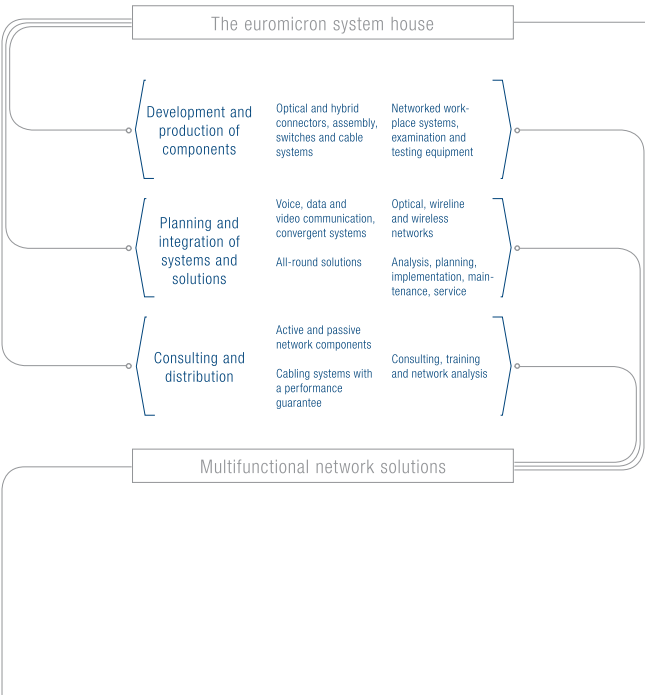 The euromicron system house
Development and
production of
components
Optical and hybrid
connectors, assembly,
switches and cable
systems
Networked work-
place systems,
examination and
testing equipment
Planning and
integration of
systems and
solutions
Voice, data and
video communication,
convergent systems
All-round solutions
Optical, wireline
and wireless
networks
Analysis, planning,
implementation, main-
tenance, service
Consulting and
distribution
Active and passive
network components
Cabling systems with
a performance
guarantee
Consulting, training
and network analysis
Multifunctional network solutions